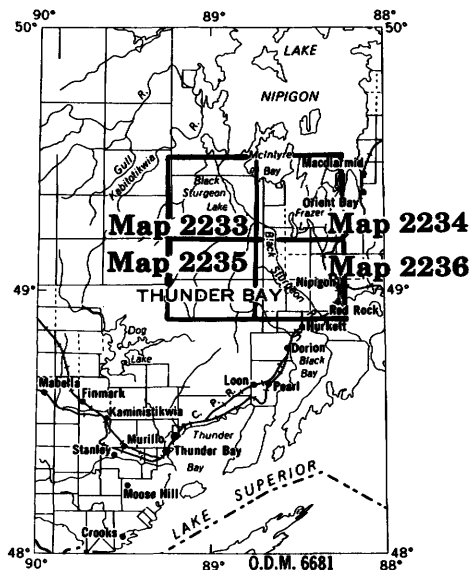 90° 89° 88°
50° 50°
LAKE
NIPIGON
R.
R.
Gull
Kabitotikwia
McIntyre
Bay
Macdiarmid
Black
Sturgeon
Lake
Orient Bay
Frazer
Map 2233
Map 2234
Black Sturgeon
Map 2235
Map 2236
Nipigon
49° THUNDER BAY 49°
Red Rock
Hurkett
Dog
Lake
Dorion
Black
Bay
Mabella
Loon
Pearl
Finmark
Kaministikwia
C. P. R.
Murillo
Thunder
Bay
Stanley
Thunder Bay
Moose Hill
LAKE SUPERIOR
Crooks
48° 48°
90° 89° 88°
O.D.M. 6681